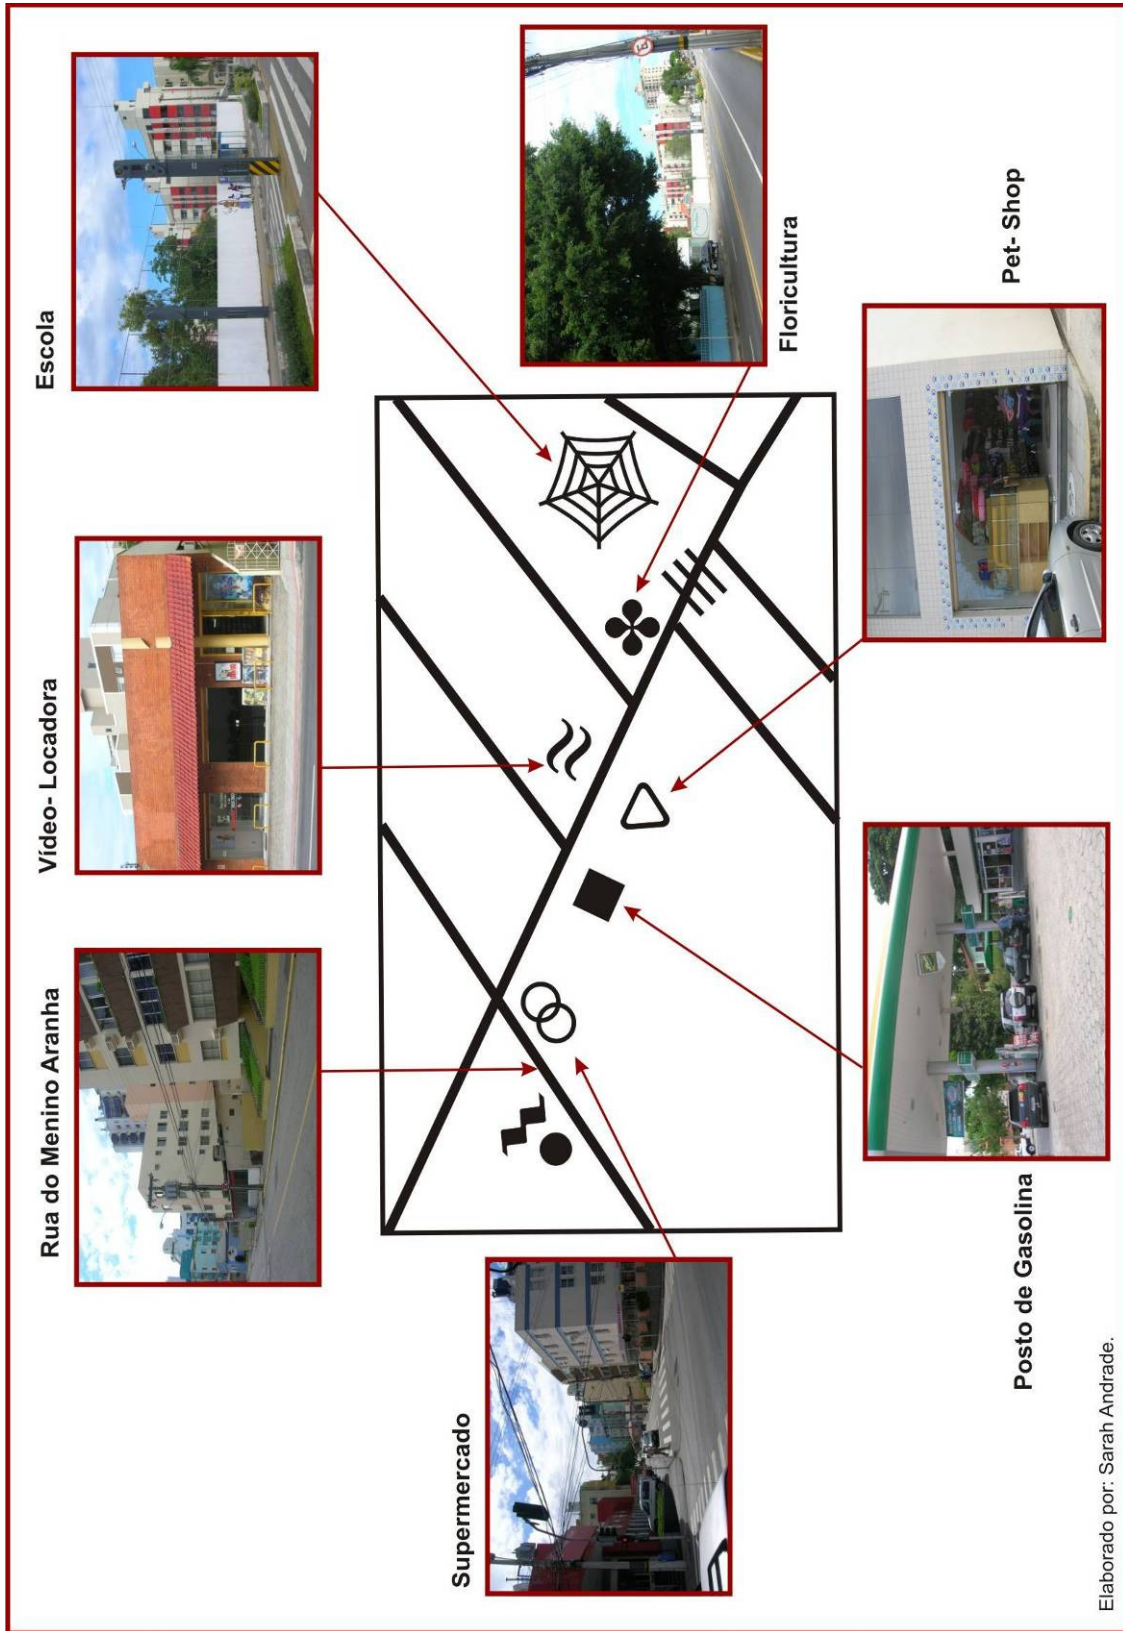 Rua do Menino Aranha
Vídeo- Locadora
Escola
Supermercado
Floricultura
Posto de Gasolina
Pet- Shop
Elaborado por: Sarah Andrade.